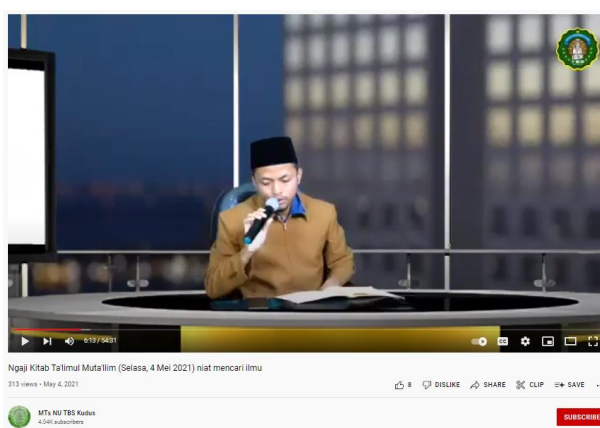 6:13 / 54:31
CC
Ngaji Kitab Ta'limul Muta'llim (Selasa, 4 Mei 2021) niat mencari ilmu
313 views • May 4, 2021
8 DISLIKE SHARE CLIP SAVE ...
MTs NU TBS Kudus
4.04K subscribers
SUBSCRIBE